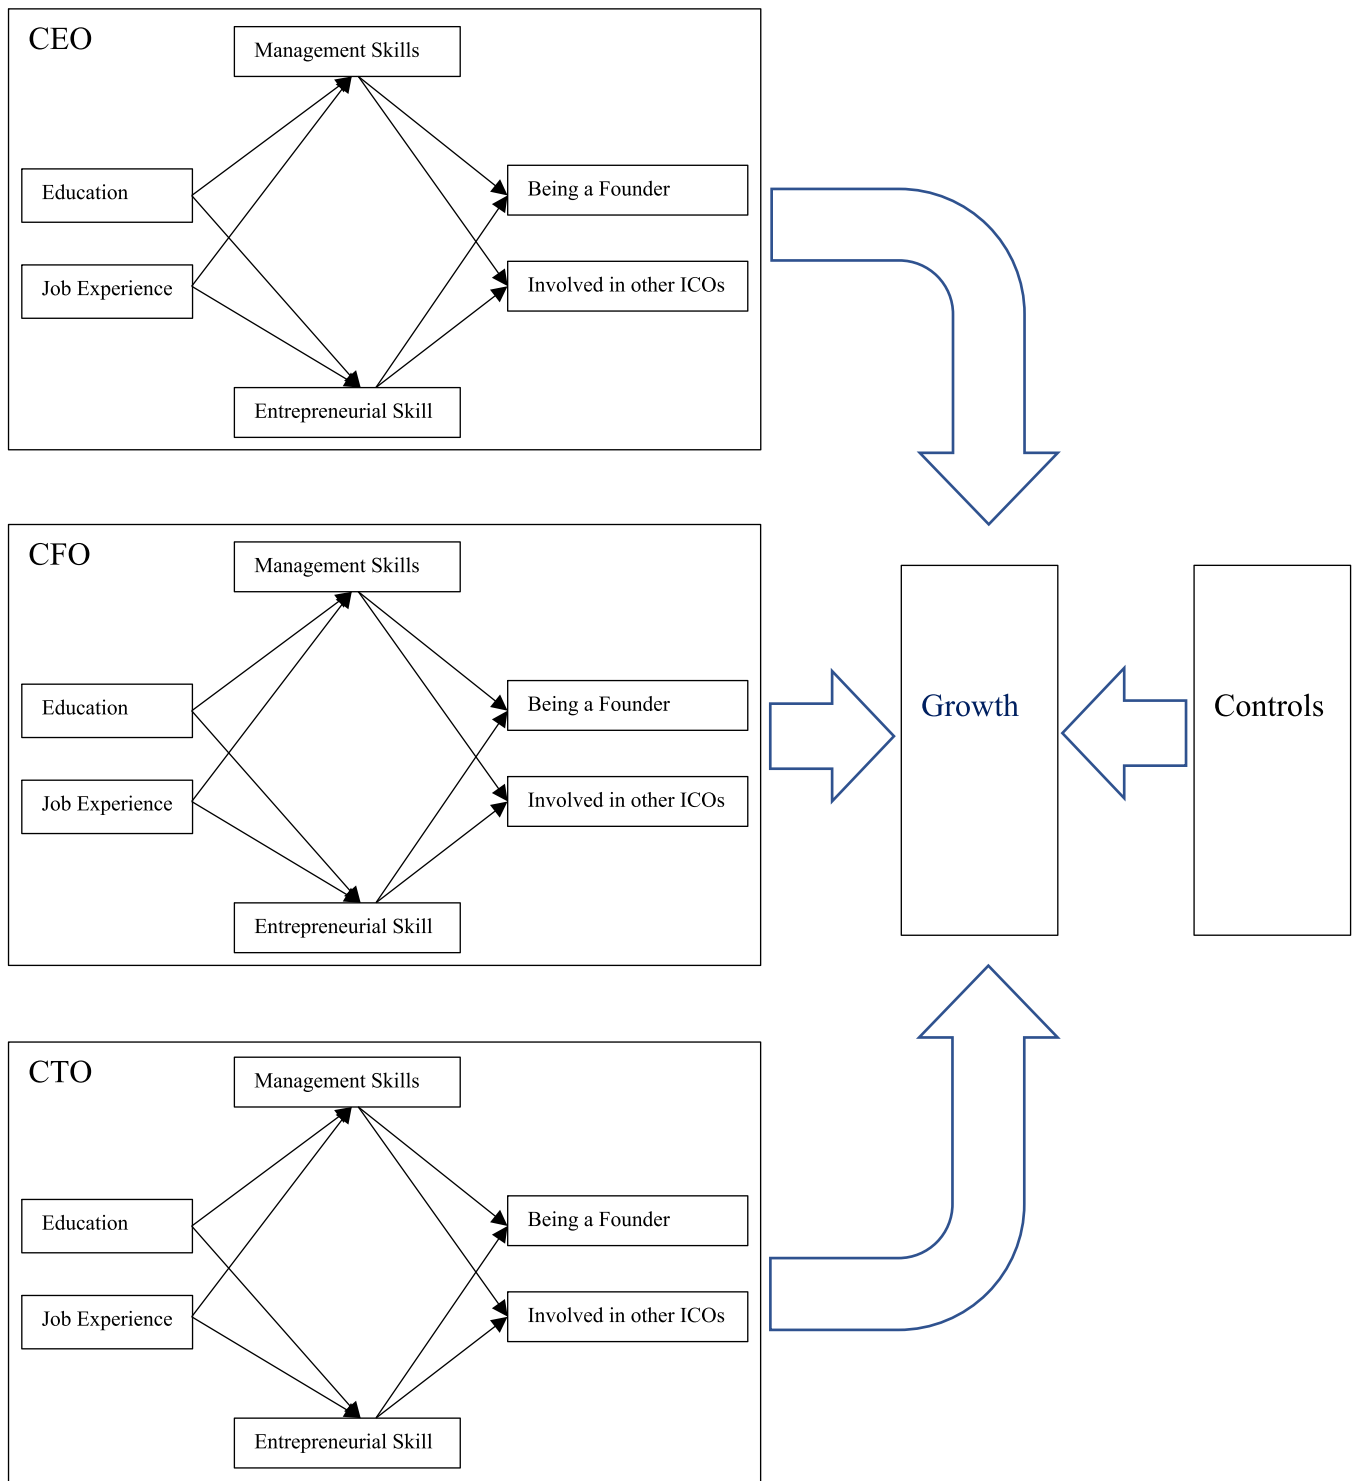 CEO
Management Skills
Education
Being a Founder
Job Experience
Involved in other ICOs
Entrepreneurial Skill
CFO
Management Skills
Education
Being a Founder
Job Experience
Involved in other ICOs
Entrepreneurial Skill
Growth
Controls
CTO
Management Skills
Education
Being a Founder
Job Experience
Involved in other ICOs
Entrepreneurial Skill